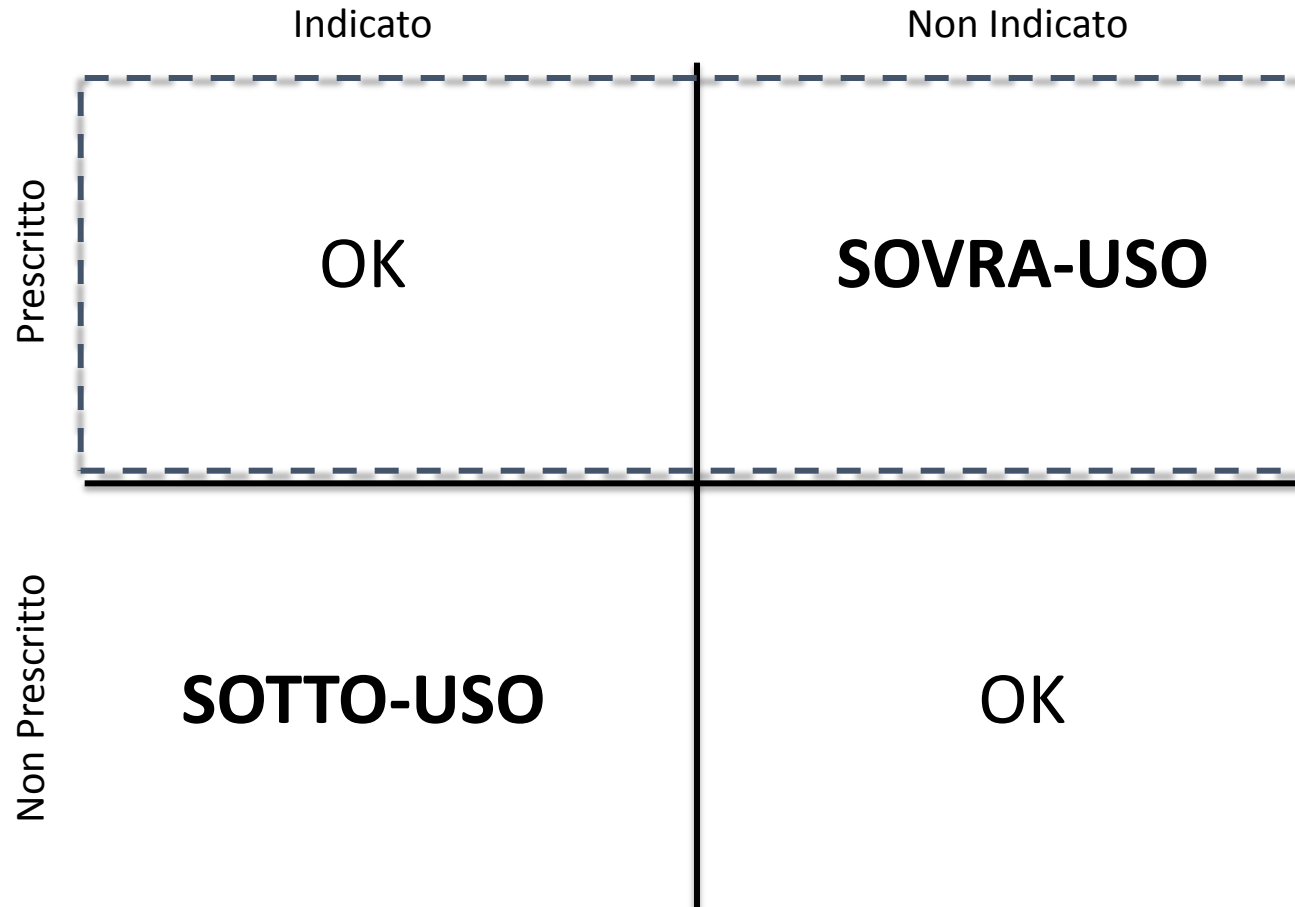 Indicato
Non Indicato
Prescritto
OK
SOVRA-USO
Non Prescritto
SOTTO-USO
OK